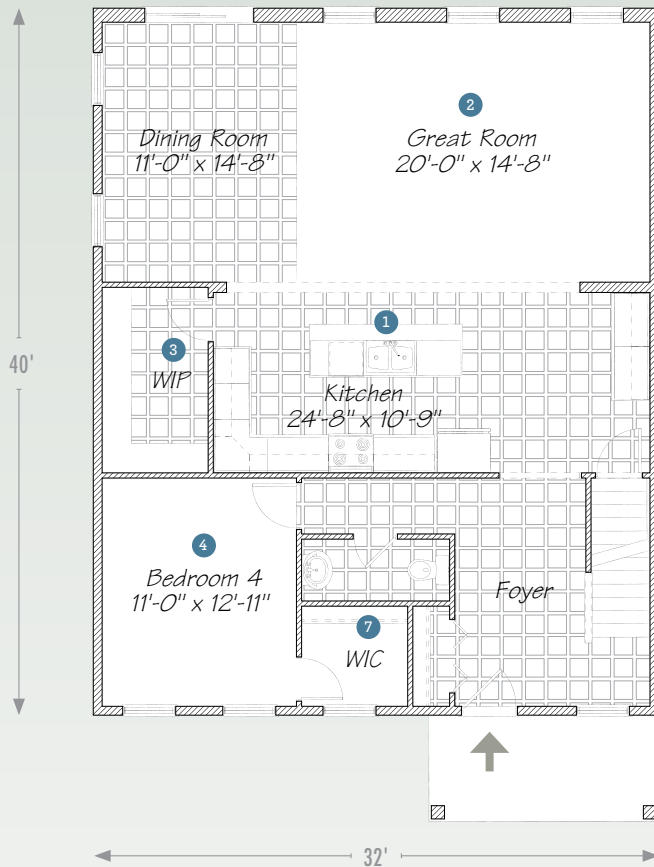 2
Dining Room
11'-0" x 14'-8"
Great Room
20'-0" x 14'-8"
1
3
WIP
40'
Kitchen
24'-8" x 10'-9"
4
Bedroom 4
11'-0" x 12'-11"
Foyer
7
WIC
32'